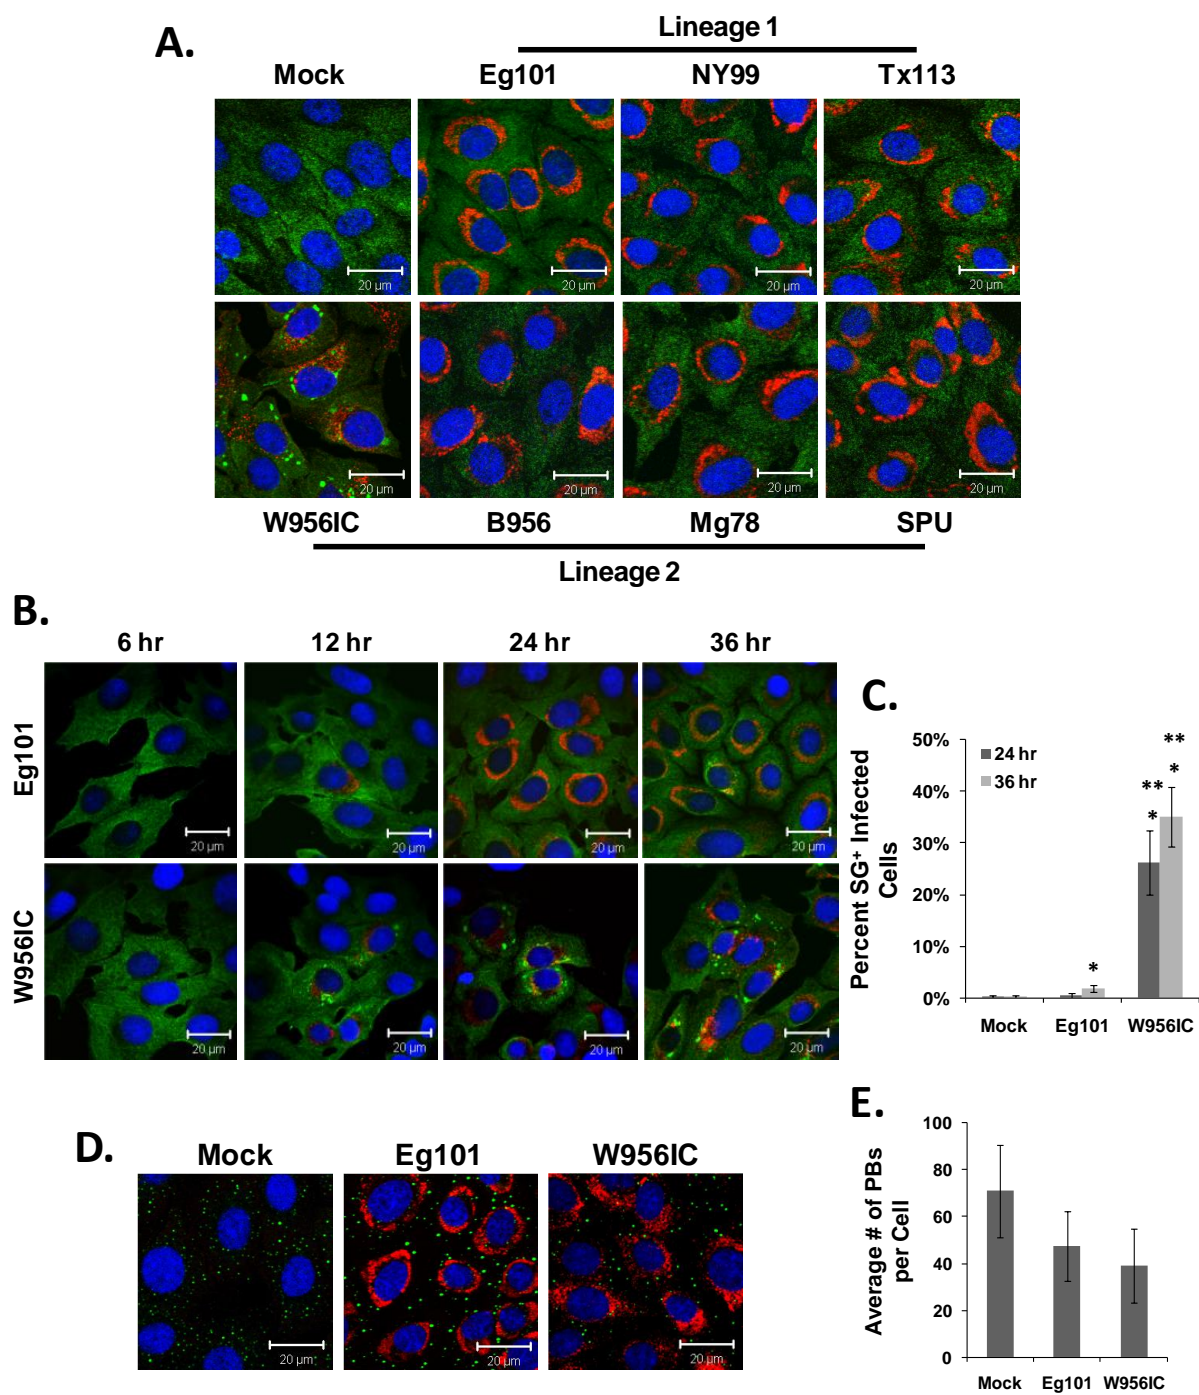 A.
Lineage 1
Mock Eg101 NY99 Tx113
20 µm 20 µm 20 µm 20 µm
20 µm 20 µm 20 µm 20 µm
W956IC B956 Mg78 SPU
Lineage 2
B.
6 hr 12 hr 24 hr 36 hr
Eg101
20 µm 20 µm 20 µm 20 µm
W956IC
20 µm 20 µm 20 µm 20 µm
C.
Percent SG⁺ Infected
Cells
50%
40%
30%
20%
10%
0%
24 hr
36 hr
*
**
*
**
*
Mock Eg101 W956IC
D.
Mock Eg101 W956IC
20 µm 20 µm 20 µm
E.
Average # of PBs
per Cell
100
80
60
40
20
0
Mock Eg101 W956IC